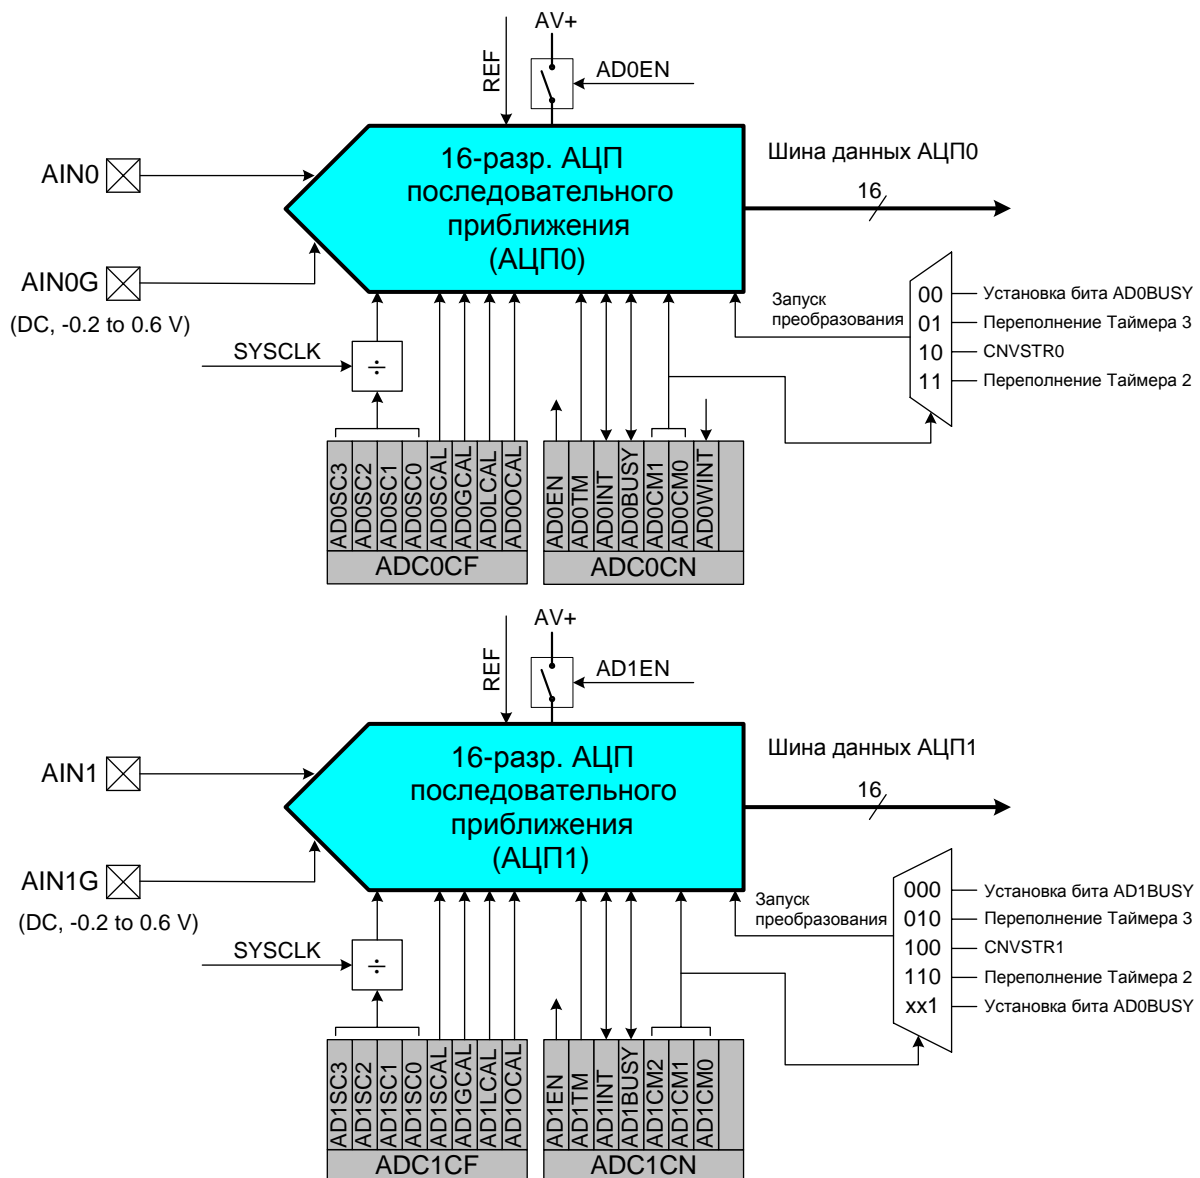 AV+
REF
AD0EN
AIN0
16-разр. АЦП
последовательного
приближения
(АЦП0)
Шина данных АЦП0
16
AIN0G
(DC, -0.2 to 0.6 V)
SYSCLK
÷
Запуск
преобразования
00 Установка бита AD0BUSY
01 Переполнение Таймера 3
10 CNVSTR0
11 Переполнение Таймера 2
AD0SC3
AD0SC2
AD0SC1
AD0SC0
AD0SCAL
AD0GCAL
AD0LCAL
AD0OCAL
ADC0CF
AD0EN
AD0TM
AD0INT
AD0BUSY
AD0CM1
AD0CM0
AD0WINT
ADC0CN
AV+
REF
AD1EN
AIN1
16-разр. АЦП
последовательного
приближения
(АЦП1)
Шина данных АЦП1
16
AIN1G
(DC, -0.2 to 0.6 V)
SYSCLK
÷
Запуск
преобразования
000 Установка бита AD1BUSY
010 Переполнение Таймера 3
100 CNVSTR1
110 Переполнение Таймера 2
xx1 Установка бита AD0BUSY
AD1SC3
AD1SC2
AD1SC1
AD1SC0
AD1SCAL
AD1GCAL
AD1LCAL
AD1OCAL
ADC1CF
AD1EN
AD1TM
AD1INT
AD1BUSY
AD1CM2
AD1CM1
AD1CM0
ADC1CN